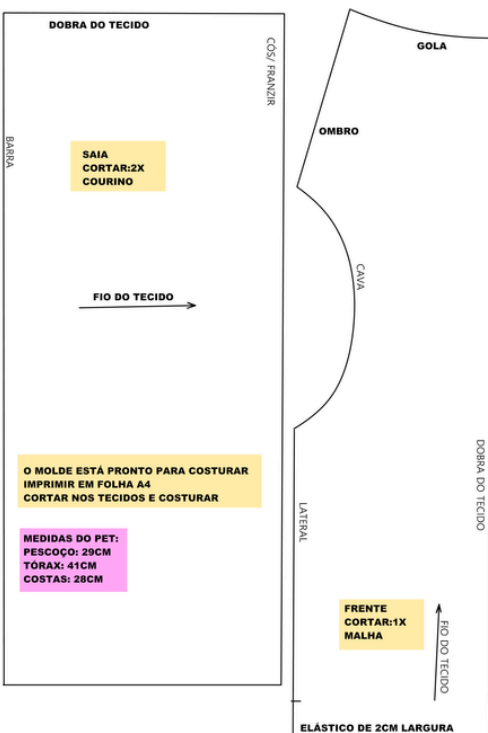 DOBRA DO TECIDO
CÓS/ FRANZIR
BARRA
SAIA
CORTAR:2X
COURINO
FIO DO TECIDO
O MOLDE ESTÁ PRONTO PARA COSTURAR
IMPRIMIR EM FOLHA A4
CORTAR NOS TECIDOS E COSTURAR
MEDIDAS DO PET:
PESCOÇO: 29CM
TÓRAX: 41CM
COSTAS: 28CM
GOLA
OMBRO
CAVA
DOBRA DO TECIDO
LATERAL
FRENTE
CORTAR:1X
MALHA
FIO DO TECIDO
ELÁSTICO DE 2CM LARGURA